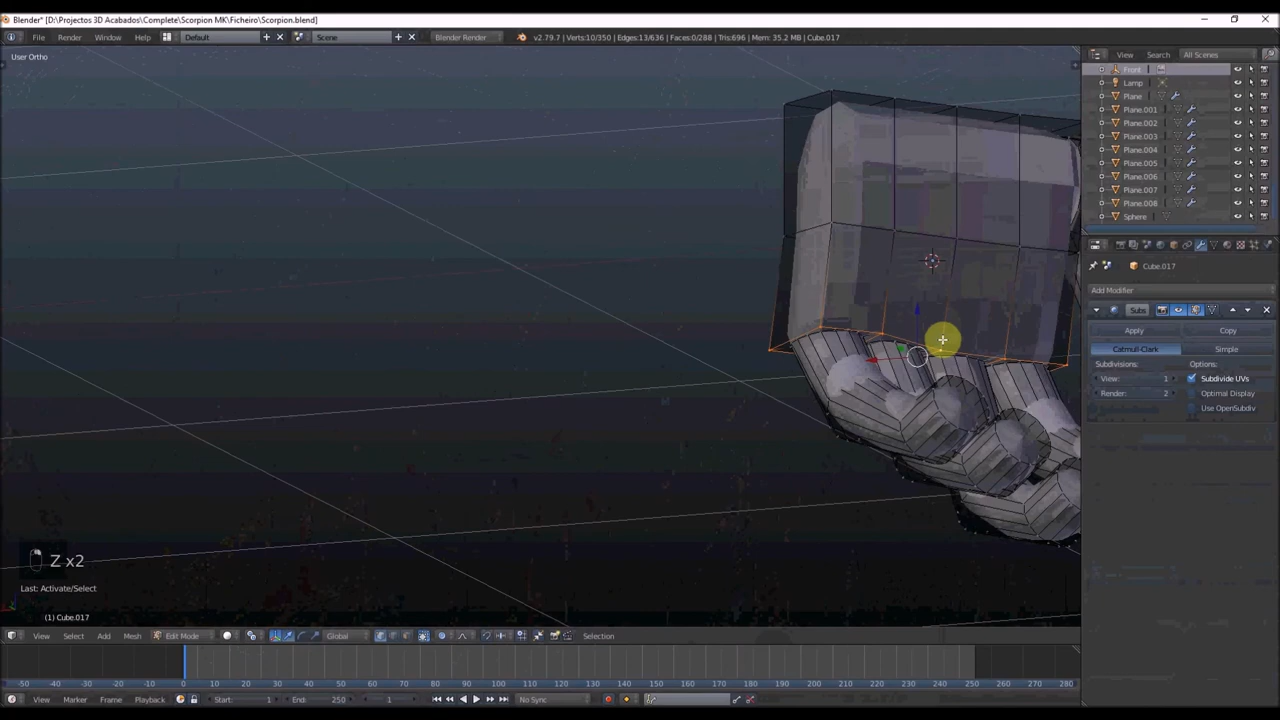 Blender* [D:\Projectos 3D Acabados\Complete\Scorpion MK\Ficheiro\Scorpion.blend]
File Render Window Help Default Scene Blender Render v2.79.7 | Verts:10/350 | Edges:13/636 | Faces:0/288 | Tris:696 | Mem: 35.2 MB | Cube.017
View Search All Scenes
User Ortho
Front
Lamp
Plane
Plane.001
Plane.002
Plane.003
Plane.004
Plane.005
Plane.006
Plane.007
Plane.008
Sphere
Cube.017
Add Modifier
Subs
Apply Copy
Catmull-Clark Simple
Subdivisions: Options:
View: 1 Subdivide UVs
Render: 2 Optimal Display
Use OpenSubdiv
Z x2
Last: Activate/Select
(1) Cube.017
View Select Add Mesh Edit Mode Global Selection
-50 -40 -30 -20 -10 0 10 20 30 40 50 60 70 80 90 100 110 120 130 140 150 160 170 180 190 200 210 220 230 240 250 260 270 280
View Marker Frame Playback Start: 1 End: 250 1 No Sync